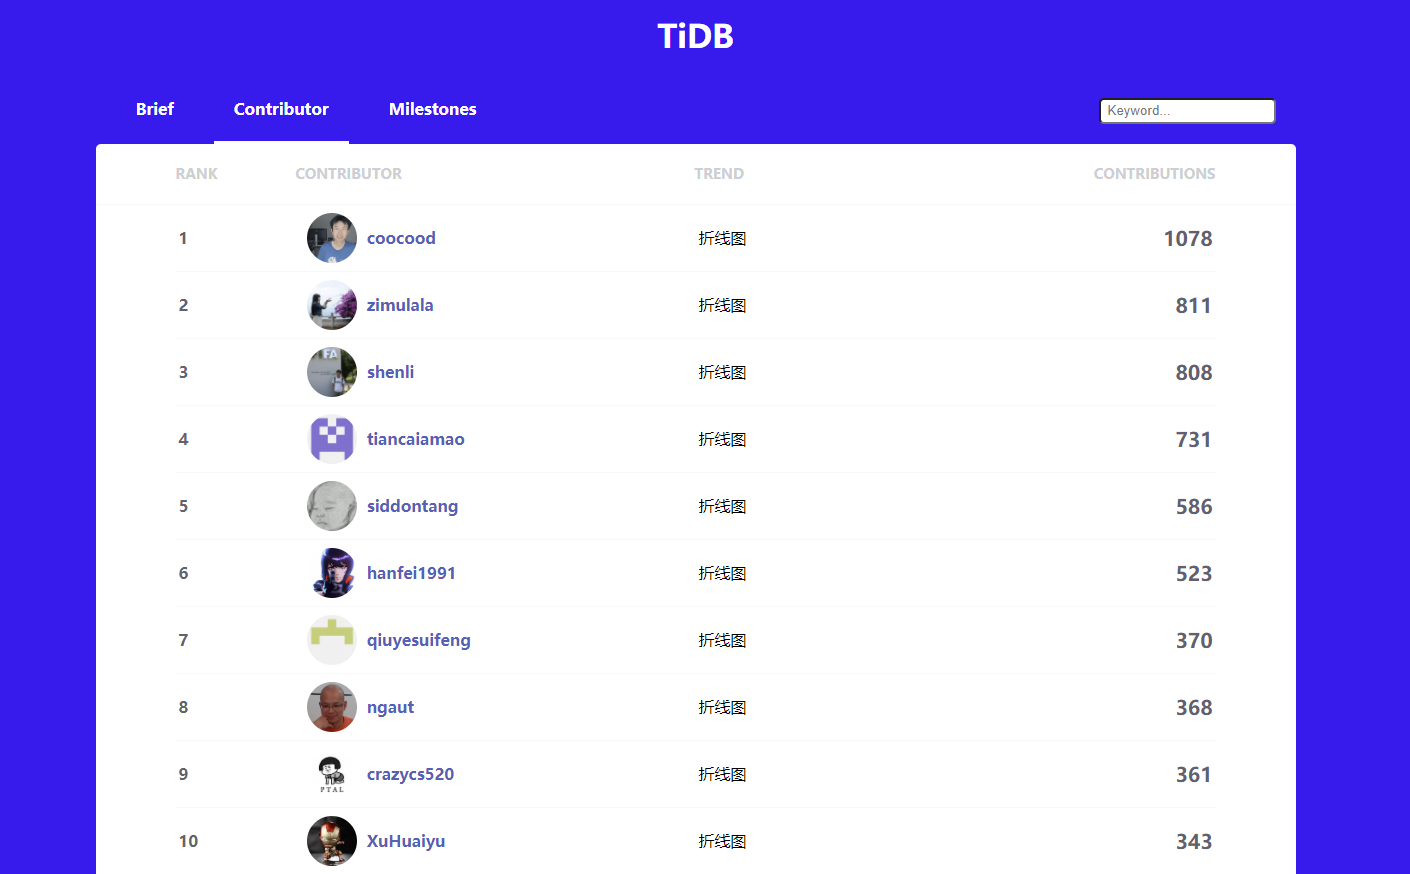 TiDB
Brief Contributor Milestones Keyword...
RANK CONTRIBUTOR TREND CONTRIBUTIONS
1 coocood 折线图 1078
2 zimulala 折线图 811
FA
3 shenli 折线图 808
4 tiancaiamao 折线图 731
5 siddontang 折线图 586
6 hanfei1991 折线图 523
7 qiuyesuifeng 折线图 370
8 ngaut 折线图 368
9 crazycs520 折线图 361
PTAL
10 XuHuaiyu 折线图 343